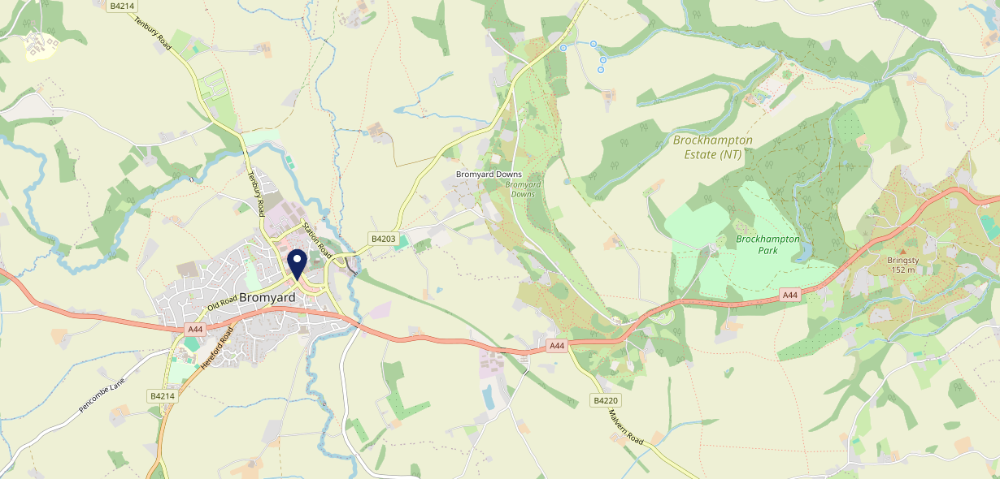 B4214
Tenbury Road
Brockhampton
Estate (NT)
Bromyard Downs
Bromyard
Downs
Tenbury Road
Station Road
B4203
Brockhampton
Park
Bringsty
152 m
Bromyard
Old Road
A44
A44
A44
Hereford Road
Pencombe Lane
B4214
B4220
Malvern Road